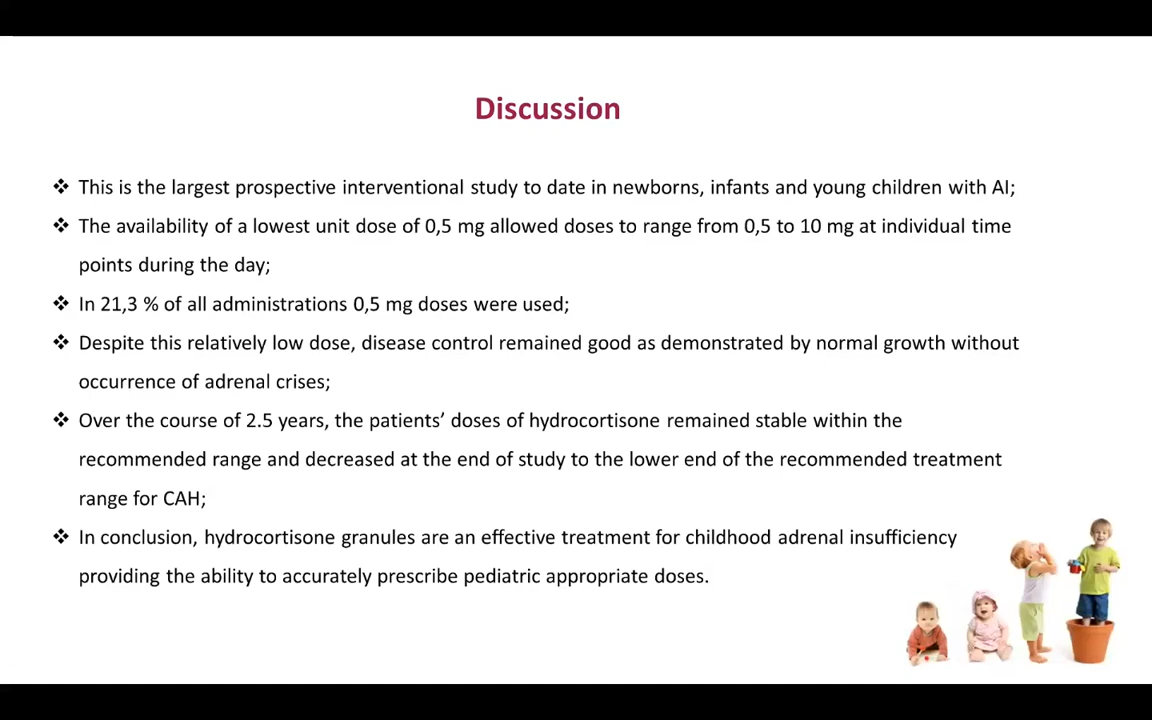 Discussion
❖ This is the largest prospective interventional study to date in newborns, infants and young children with AI;
❖ The availability of a lowest unit dose of 0,5 mg allowed doses to range from 0,5 to 10 mg at individual time
points during the day;
❖ In 21,3 % of all administrations 0,5 mg doses were used;
❖ Despite this relatively low dose, disease control remained good as demonstrated by normal growth without
occurrence of adrenal crises;
❖ Over the course of 2.5 years, the patients’ doses of hydrocortisone remained stable within the
recommended range and decreased at the end of study to the lower end of the recommended treatment
range for CAH;
❖ In conclusion, hydrocortisone granules are an effective treatment for childhood adrenal insufficiency
providing the ability to accurately prescribe pediatric appropriate doses.